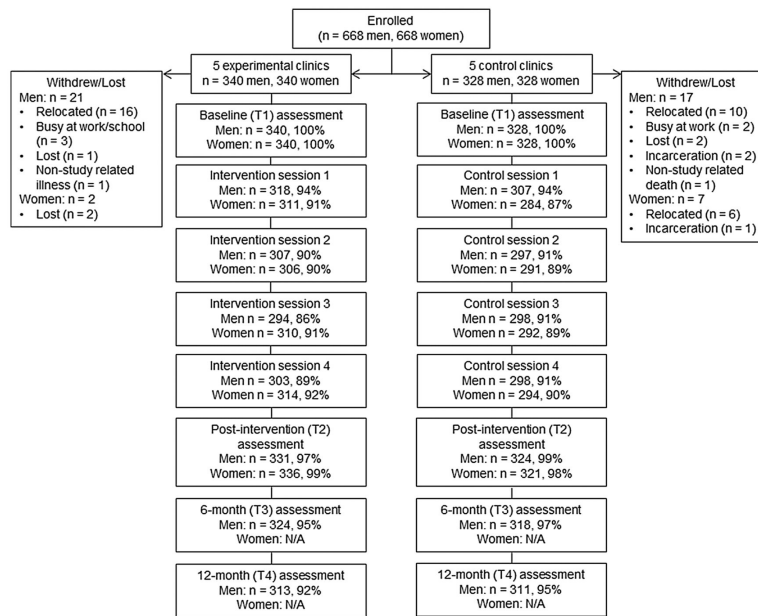 Enrolled
(n = 668 men, 668 women)
5 experimental clinics
n = 340 men, 340 women
5 control clinics
n = 328 men, 328 women
Withdrew/Lost
Men: n = 21
• Relocated (n = 16)
• Busy at work/school
(n = 3)
• Lost (n = 1)
• Non-study related
illness (n = 1)
Women: n = 2
• Lost (n = 2)
Withdrew/Lost
Men: n = 17
• Relocated (n = 10)
• Busy at work (n = 2)
• Lost (n = 2)
• Incarceration (n = 2)
• Non-study related
death (n = 1)
Women: n = 7
• Relocated (n = 6)
• Incarceration (n = 1)
Baseline (T1) assessment
Men: n = 340, 100%
Women: n = 340, 100%
Intervention session 1
Men n = 318, 94%
Women: n = 311, 91%
Intervention session 2
Men: n = 307, 90%
Women: n = 306, 90%
Intervention session 3
Men n = 294, 86%
Women n = 310, 91%
Intervention session 4
Men n = 303, 89%
Women n = 314, 92%
Post-intervention (T2)
assessment
Men: n = 331, 97%
Women: n = 336, 99%
6-month (T3) assessment
Men: n = 324, 95%
Women: N/A
12-month (T4) assessment
Men: n = 313, 92%
Women: N/A
Baseline (T1) assessment
Men: n = 328, 100%
Women: n = 328, 100%
Control session 1
Men: n = 307, 94%
Women: n = 284, 87%
Control session 2
Men: n = 297, 91%
Women: n = 291, 89%
Control session 3
Men: n = 298, 91%
Women: n = 292, 89%
Control session 4
Men: n = 298, 91%
Women: n = 294, 90%
Post-intervention (T2)
assessment
Men: n = 324, 99%
Women: n = 321, 98%
6-month (T3) assessment
Men: n = 318, 97%
Women: N/A
12-month (T4) assessment
Men: n = 311, 95%
Women: N/A